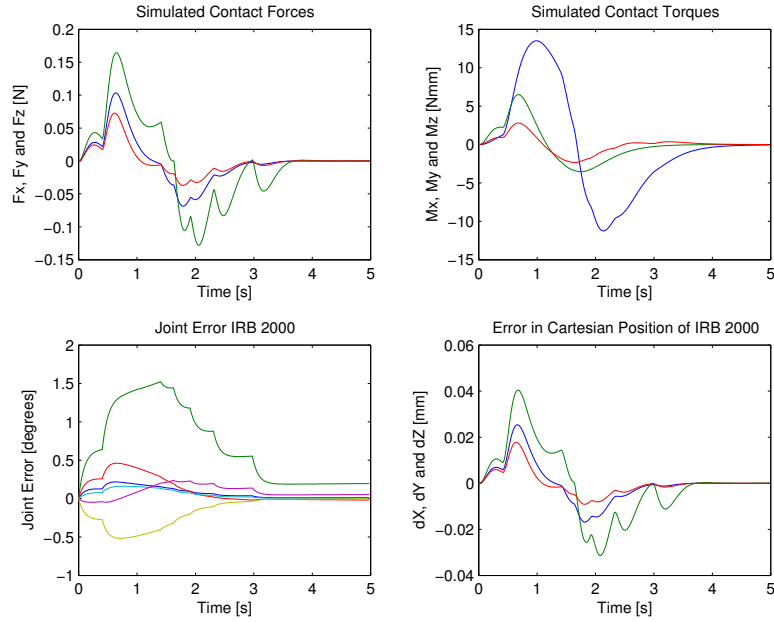 Simulated Contact Forces
Fx, Fy and Fz [N]
0.2
0.15
0.1
0.05
0
−0.05
−0.1
−0.15
0 1 2 3 4 5
Time [s]
Simulated Contact Torques
Mx, My and Mz [Nmm]
15
10
5
0
−5
−10
−15
0 1 2 3 4 5
Time [s]
Joint Error IRB 2000
Joint Error [degrees]
2
1.5
1
0.5
0
−0.5
−1
0 1 2 3 4 5
Time [s]
Error in Cartesian Position of IRB 2000
dX, dY and dZ [mm]
0.06
0.04
0.02
0
−0.02
−0.04
0 1 2 3 4 5
Time [s]